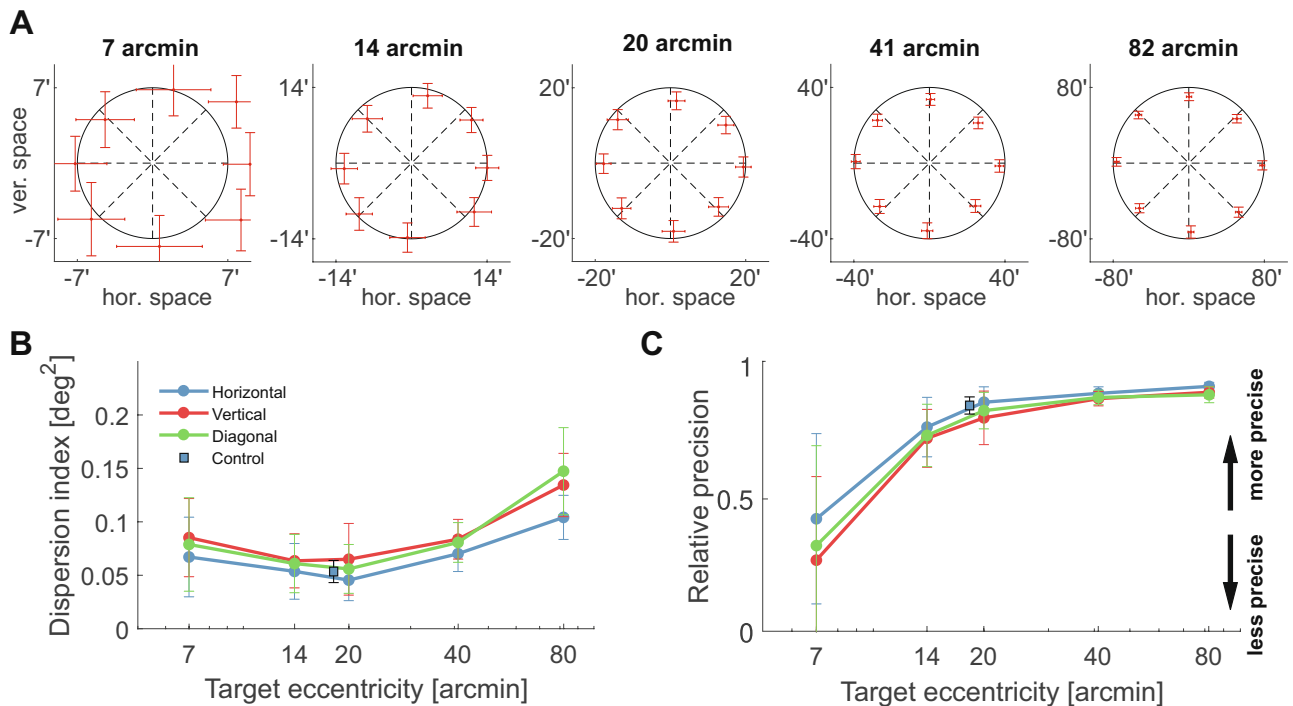 A
7 arcmin
14 arcmin
20 arcmin
41 arcmin
82 arcmin
ver. space
7'
-7'
-7'
7'
hor. space
14'
-14'
-14'
14'
hor. space
20'
-20'
-20'
20'
hor. space
40'
-40'
-40'
40'
hor. space
80'
-80'
-80'
80'
hor. space
B
Dispersion index [deg²]
0.2
0.15
0.1
0.05
0
Horizontal
Vertical
Diagonal
Control
7
14
20
40
80
Target eccentricity [arcmin]
C
Relative precision
1
0.5
0
7
14
20
40
80
Target eccentricity [arcmin]
more precise
less precise